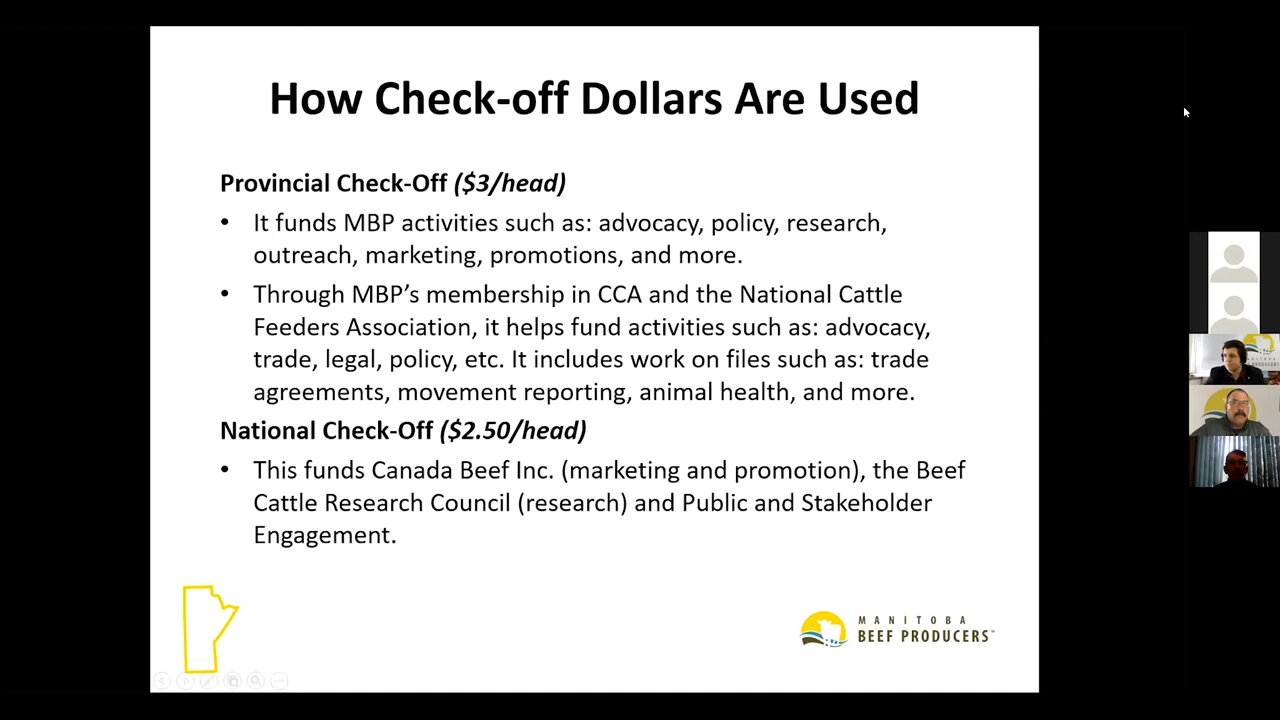 How Check-off Dollars Are Used
Provincial Check-Off ($3/head)
• It funds MBP activities such as: advocacy, policy, research,
outreach, marketing, promotions, and more.
• Through MBP’s membership in CCA and the National Cattle
Feeders Association, it helps fund activities such as: advocacy,
trade, legal, policy, etc. It includes work on files such as: trade
agreements, movement reporting, animal health, and more.
National Check-Off ($2.50/head)
• This funds Canada Beef Inc. (marketing and promotion), the Beef
Cattle Research Council (research) and Public and Stakeholder
Engagement.
MANITOBA
BEEF PRODUCERS™